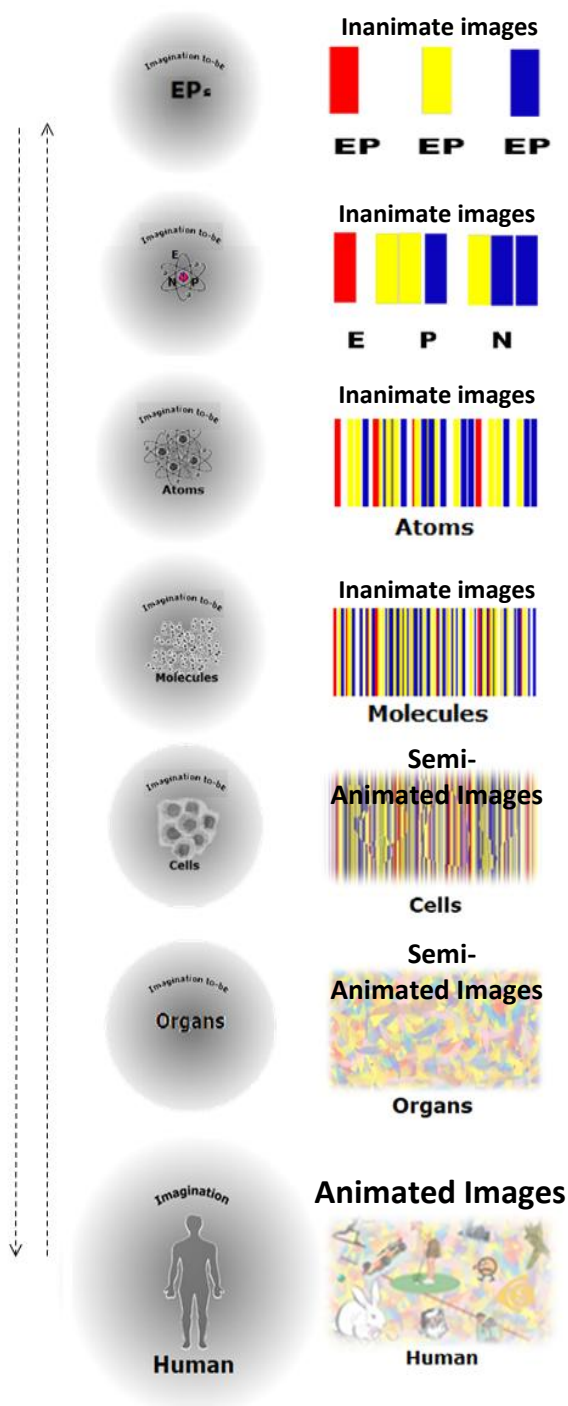 Imagination to-be
EPs
Inanimate images
EP EP EP
Imagination to-be
E
N P
Inanimate images
E P N
Imagination to-be
Atoms
Inanimate images
Atoms
Imagination to-be
Molecules
Inanimate images
Molecules
Imagination to-be
Cells
Semi-
Animated Images
Cells
Imagination to-be
Organs
Semi-
Animated Images
Organs
Imagination
Human
Animated Images
Human